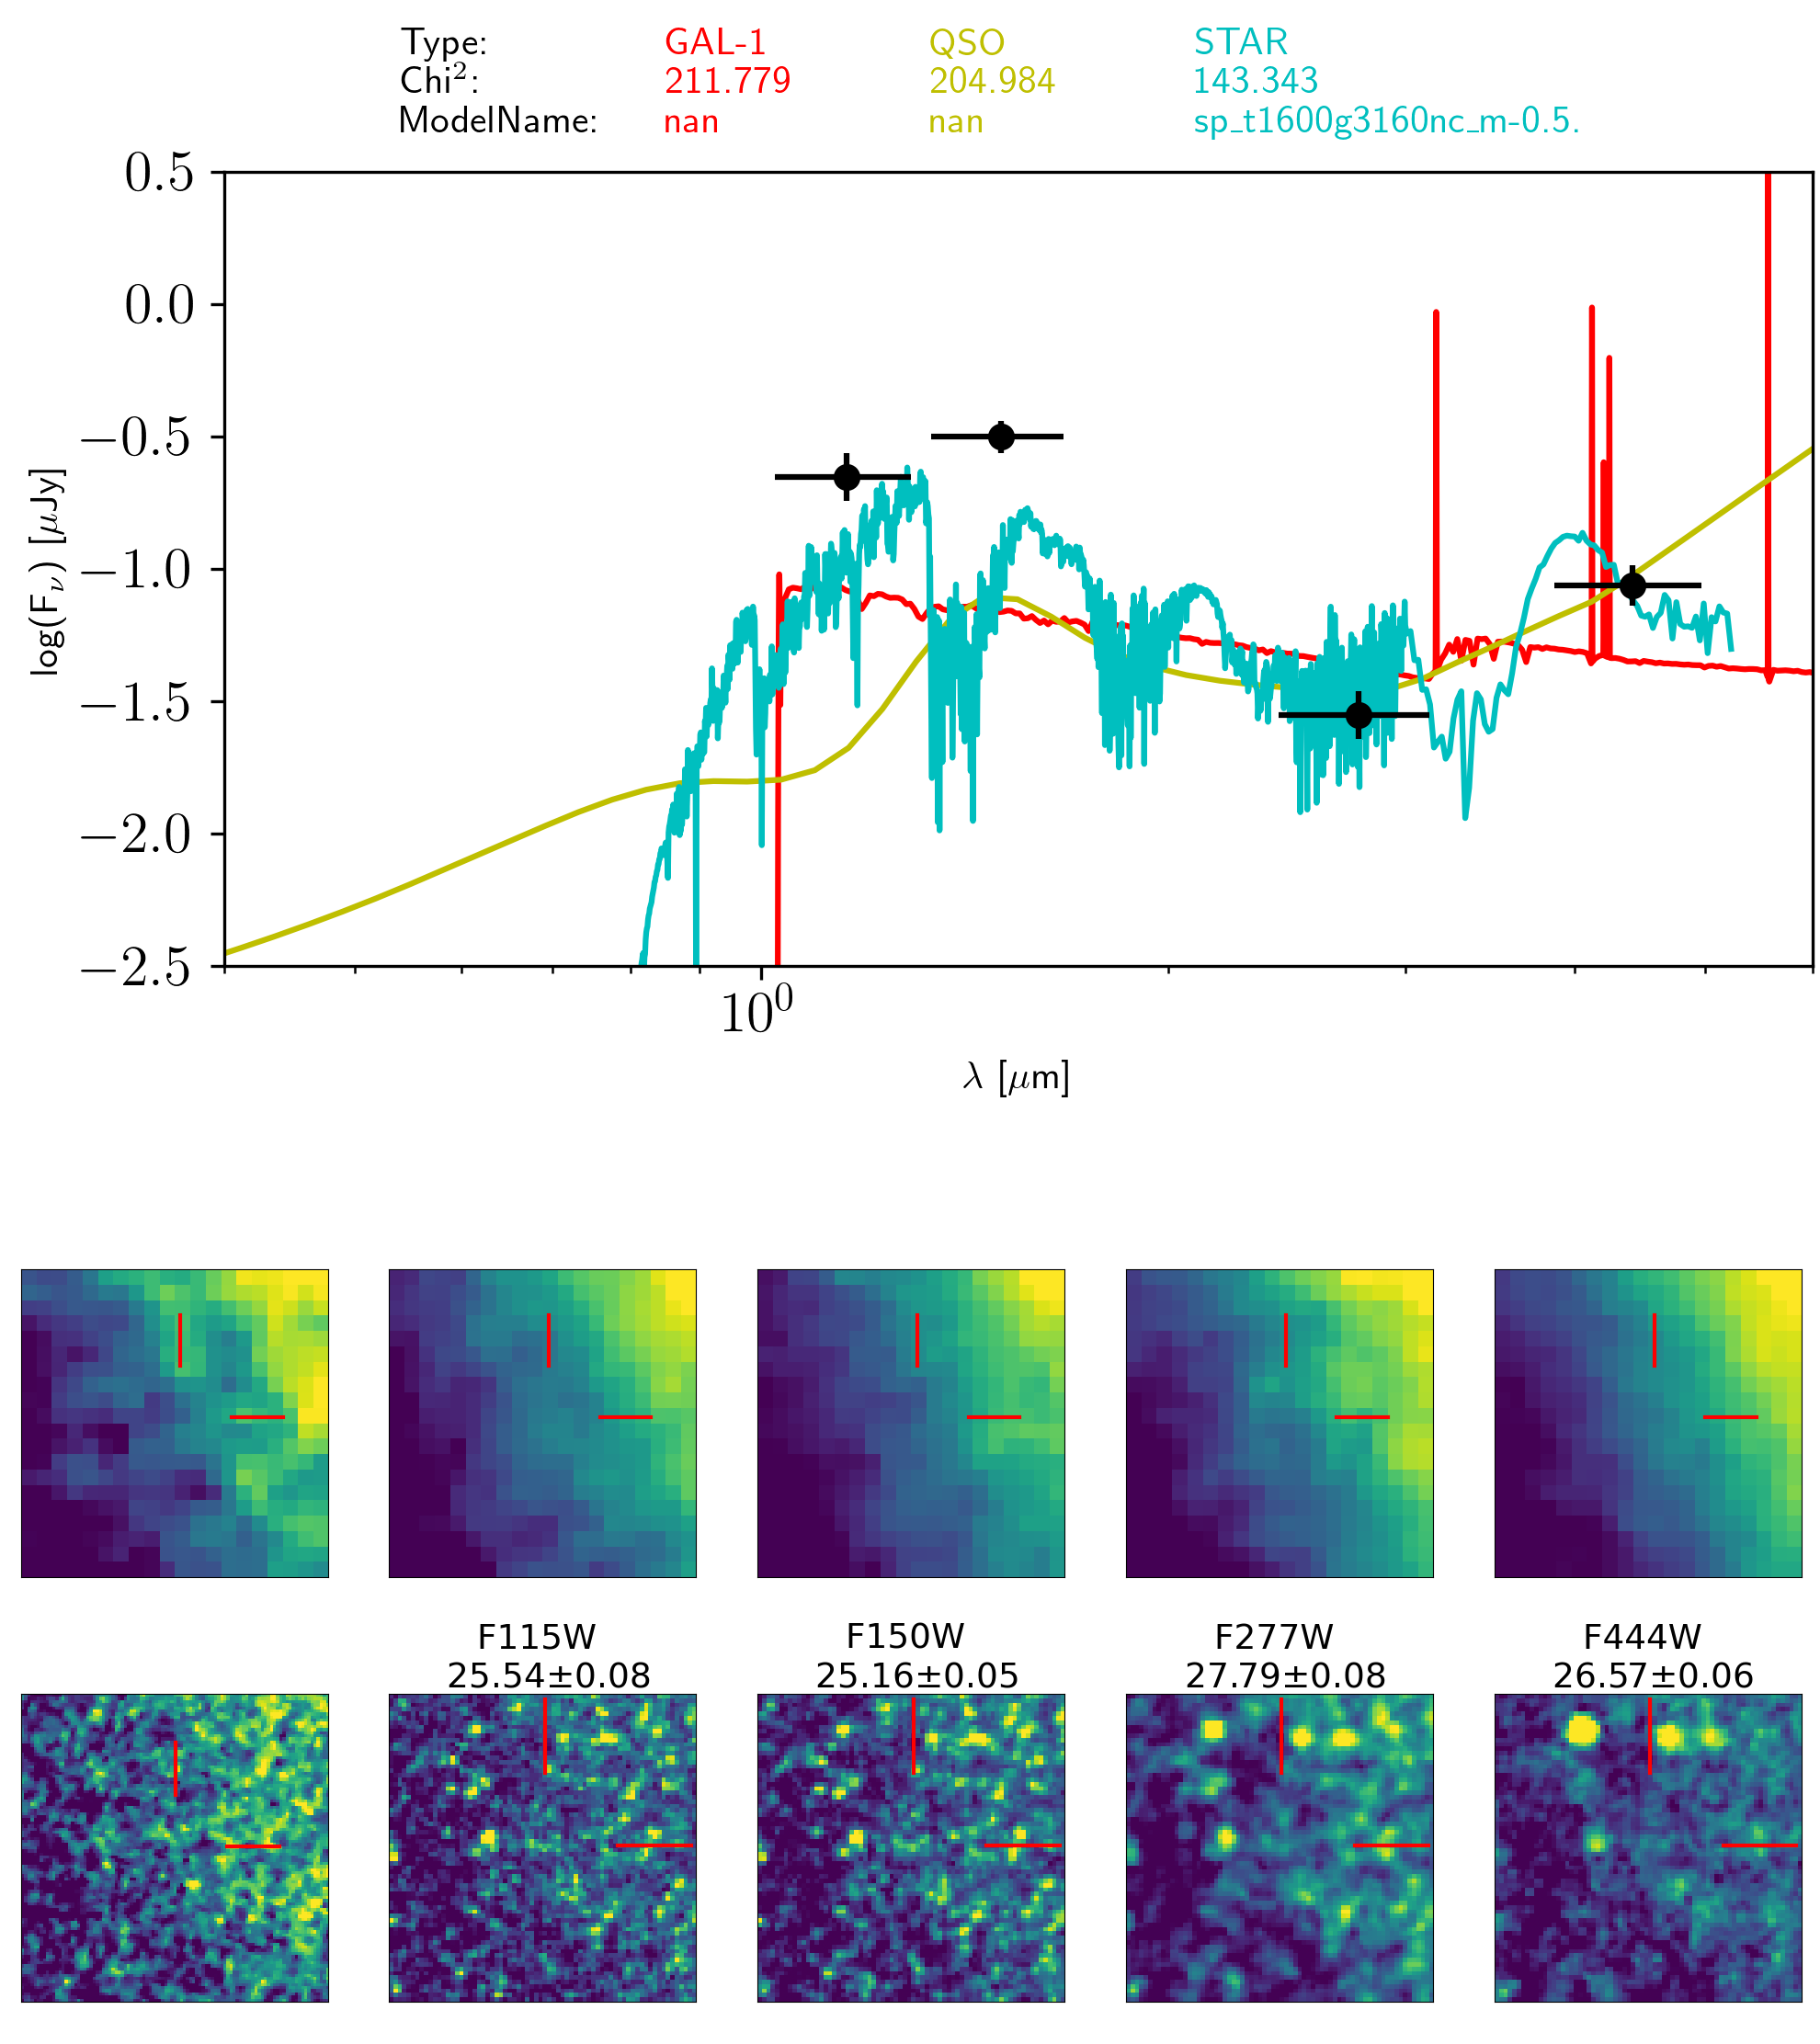 Type: GAL-1 QSO STAR
Chi²: 211.779 204.984 143.343
ModelName: nan nan sp_t1600g3160nc_m-0.5.
0.5
0.0
−0.5
−1.0
−1.5
−2.0
−2.5
log(Fν) [μJy]
10⁰
λ [μm]
F115W F150W F277W F444W
25.54±0.08 25.16±0.05 27.79±0.08 26.57±0.06